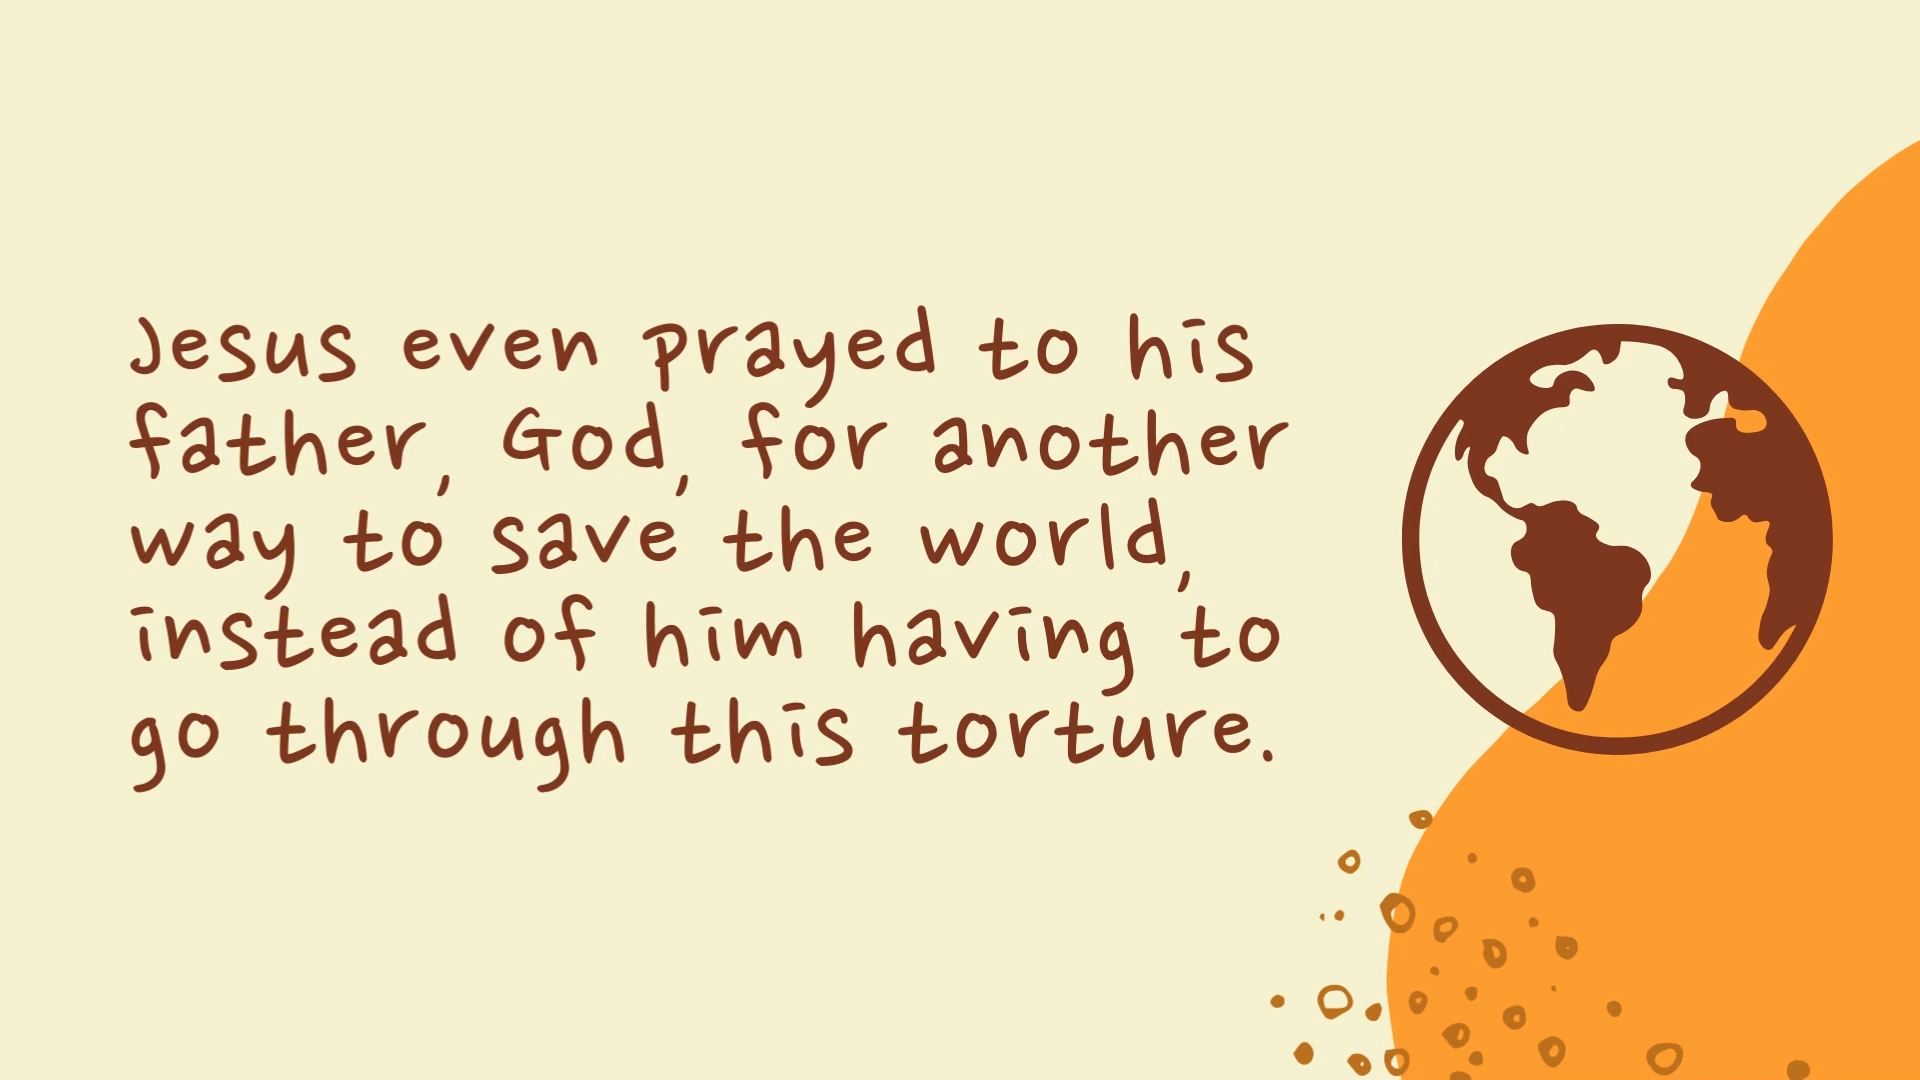 Jesus even prayed to his
father, God, for another
way to save the world,
instead of him having to
go through this torture.